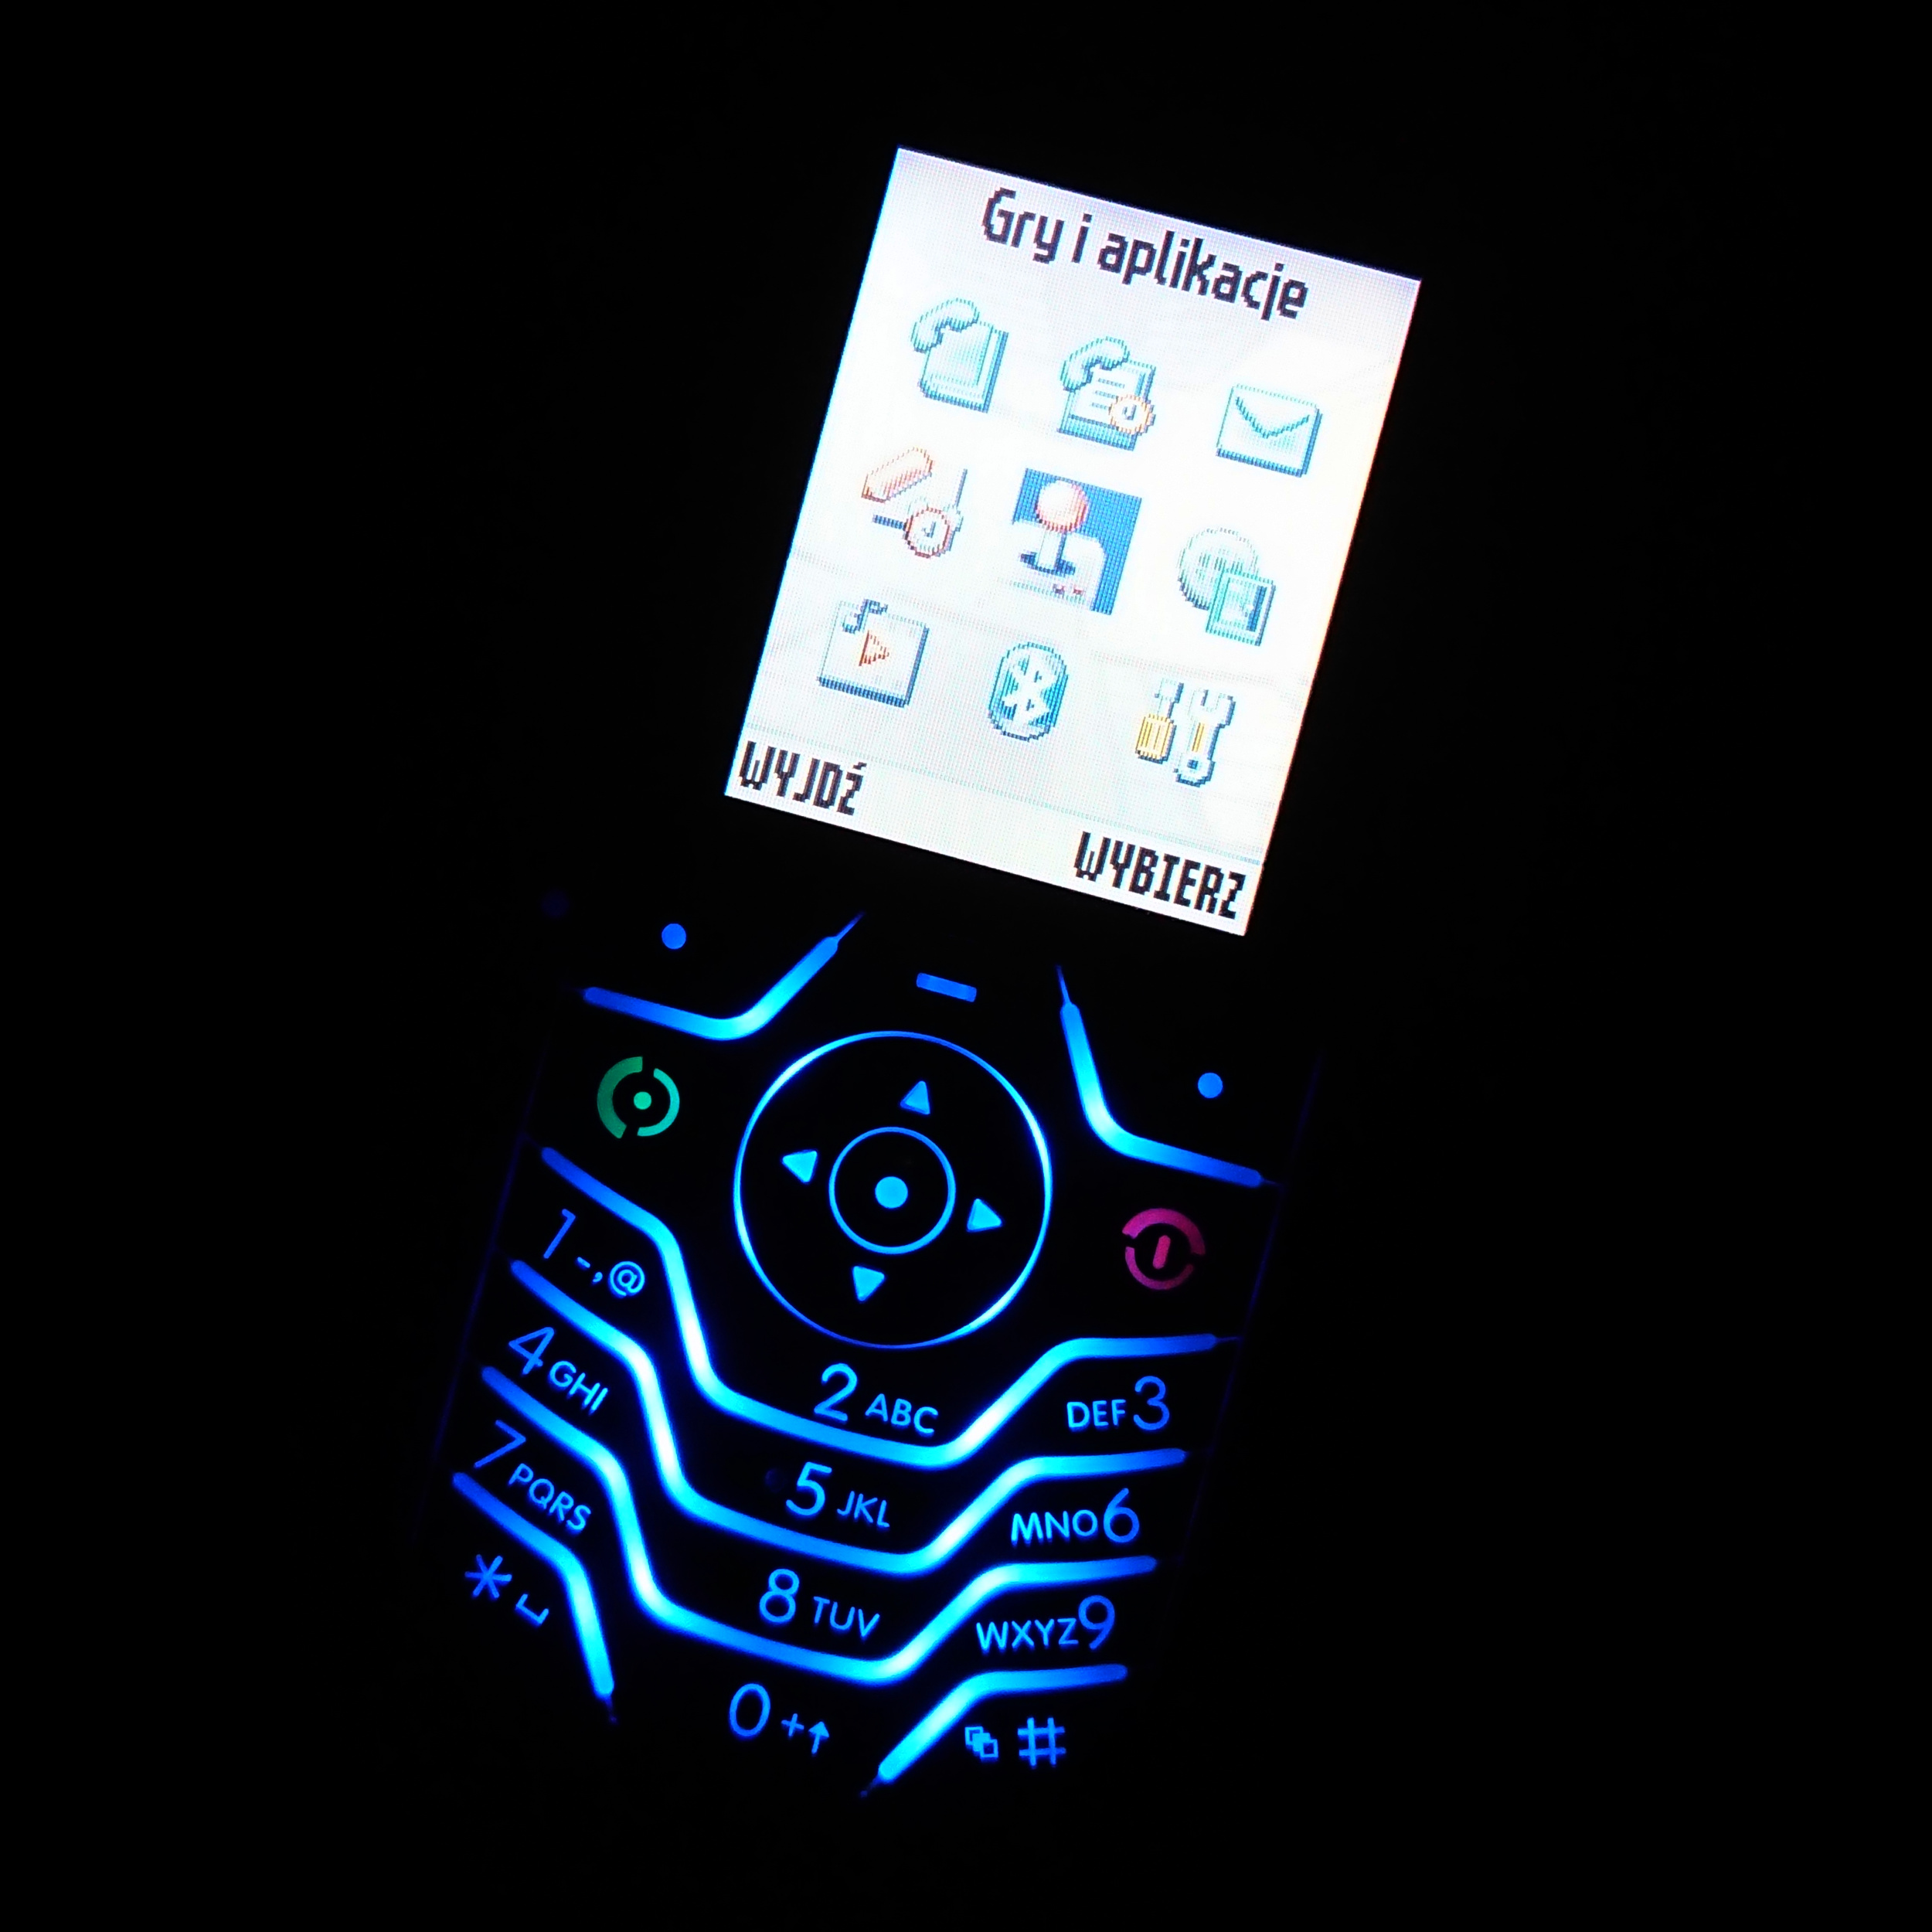 Gry i aplikacje
WYJDŹ
WYBIERZ
1 -,@
2 ABC
DEF 3
4 GHI
5 JKL
MNO 6
7 PQRS
8 TUV
WXYZ 9
*
0 +↑
#